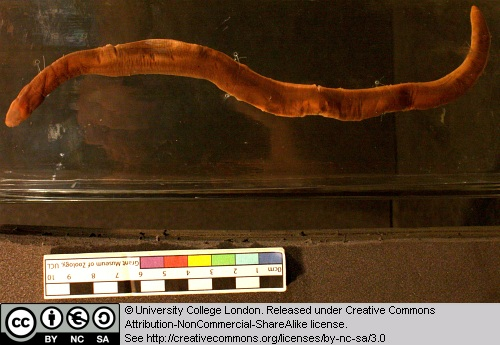 Grant Museum of Zoology, UCL
0cm 1 2 3 4 5 6 7 8 9 10
cc
BY NC SA
© University College London. Released under Creative Commons
Attribution-NonCommercial-ShareAlike license.
See http://creativecommons.org/licenses/by-nc-sa/3.0